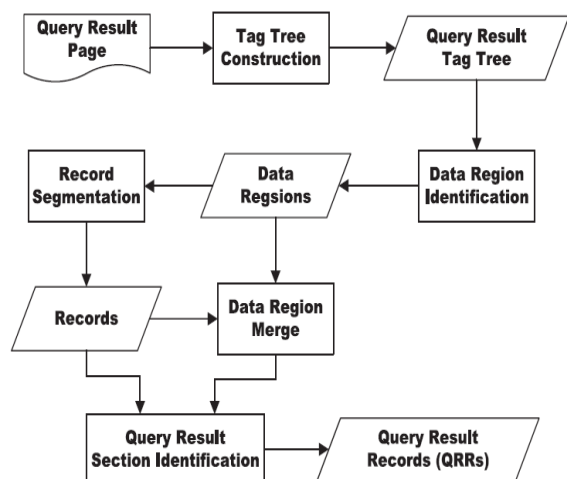 Query Result
Page
Tag Tree
Construction
Query Result
Tag Tree
Record
Segmentation
Data
Regsions
Data Region
Identification
Records
Data Region
Merge
Query Result
Section Identification
Query Result
Records (QRRs)